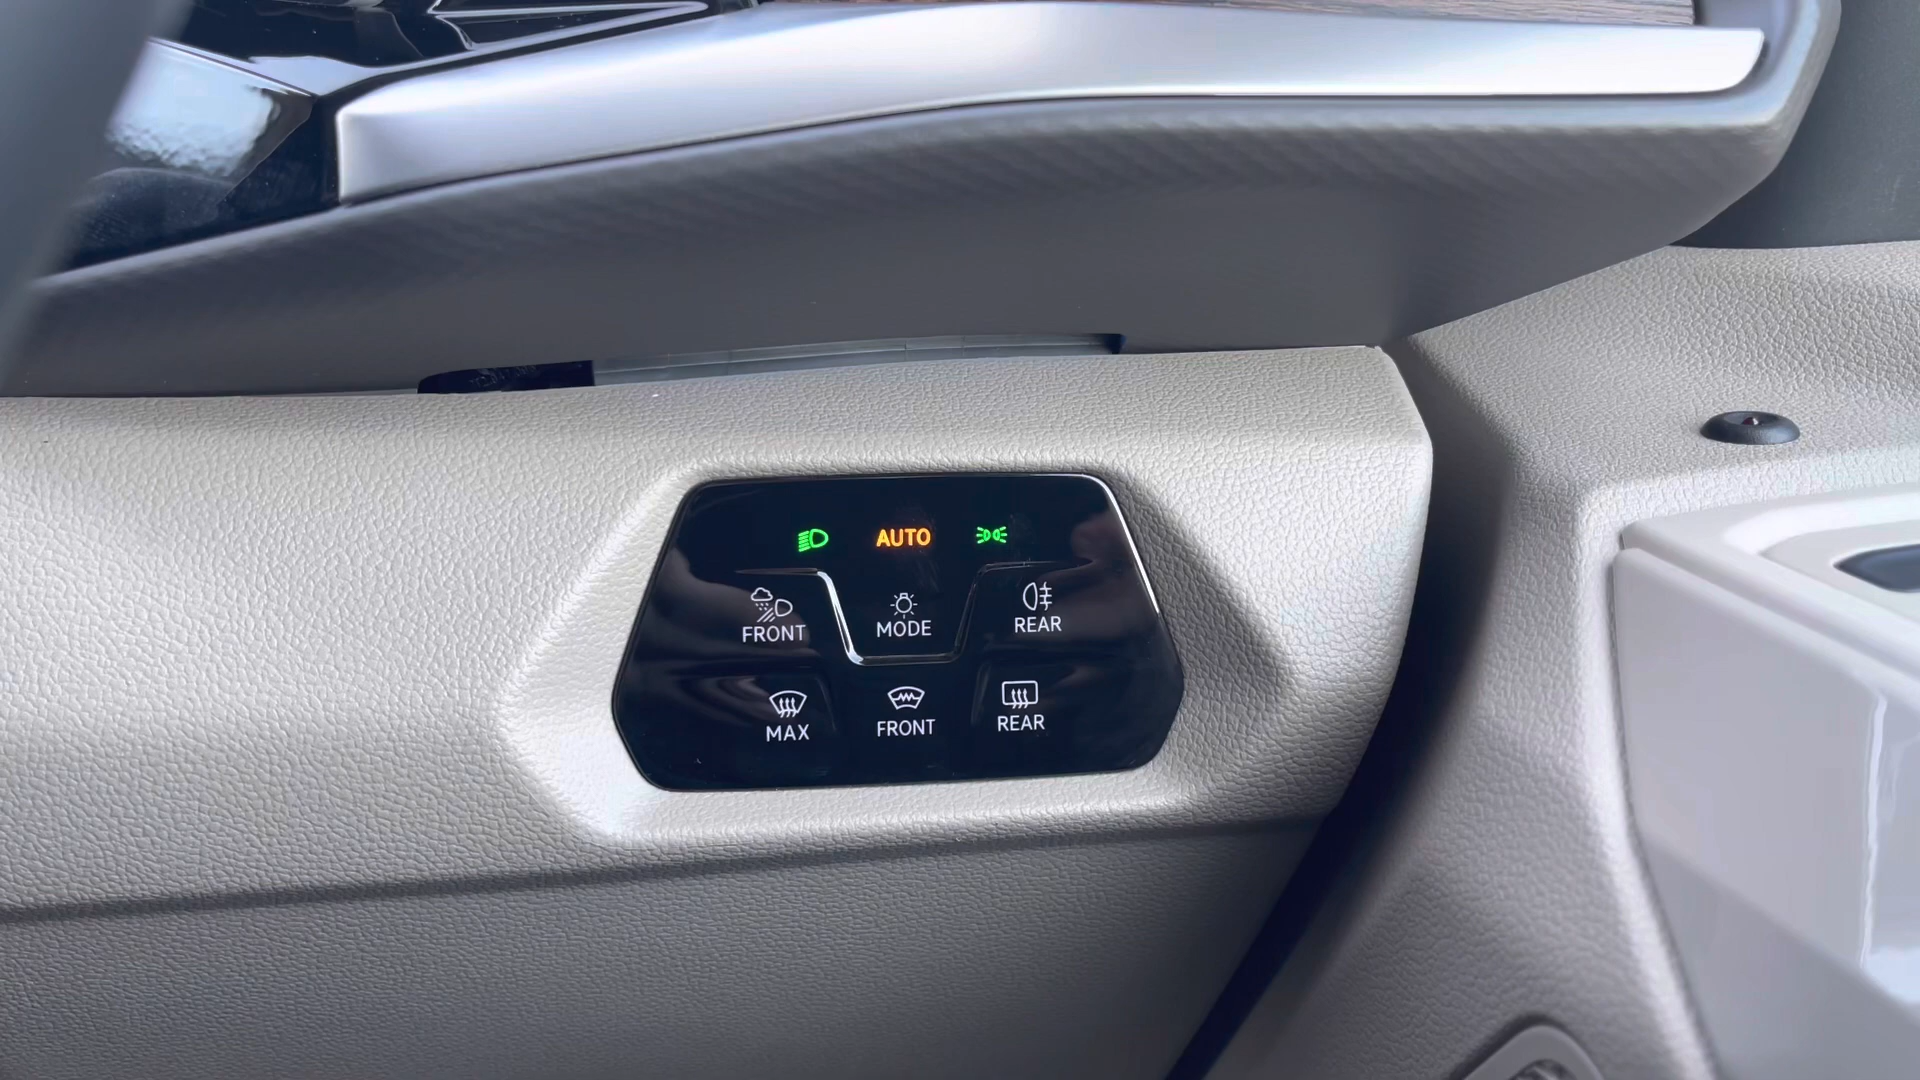 AUTO
FRONT
MODE
REAR
MAX
FRONT
REAR